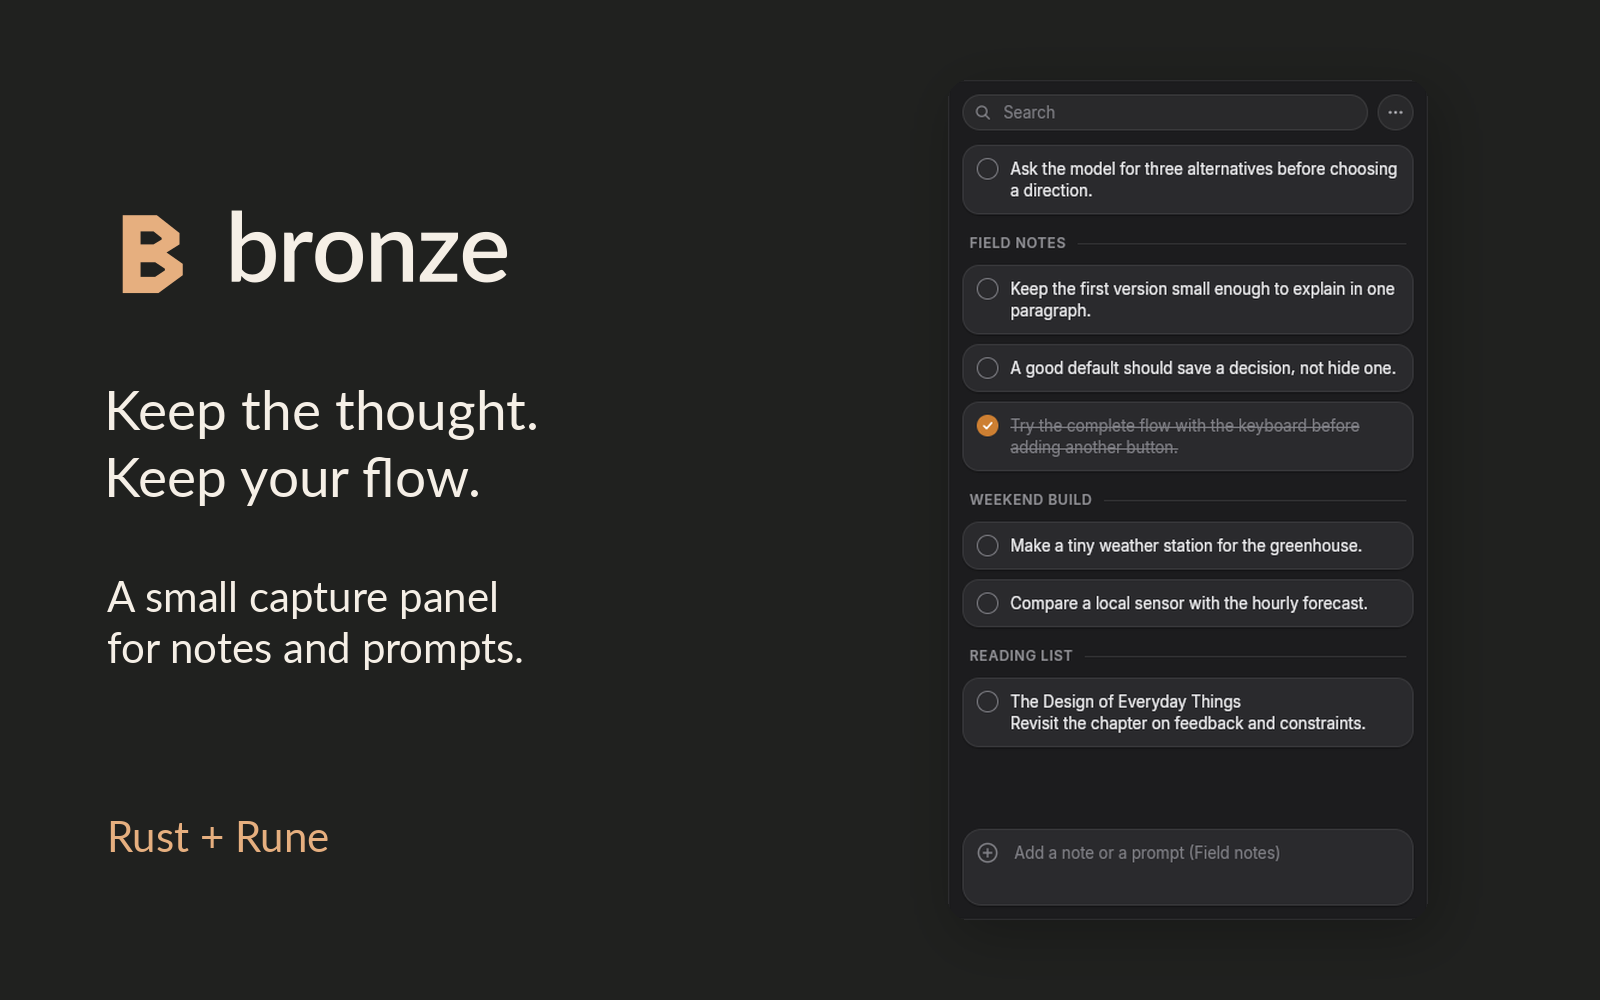 B bronze
Keep the thought.
Keep your flow.
A small capture panel
for notes and prompts.
Rust + Rune
Search
Ask the model for three alternatives before choosing
a direction.
FIELD NOTES
Keep the first version small enough to explain in one
paragraph.
A good default should save a decision, not hide one.
Try the complete flow with the keyboard before
adding another button.
WEEKEND BUILD
Make a tiny weather station for the greenhouse.
Compare a local sensor with the hourly forecast.
READING LIST
The Design of Everyday Things
Revisit the chapter on feedback and constraints.
Add a note or a prompt (Field notes)